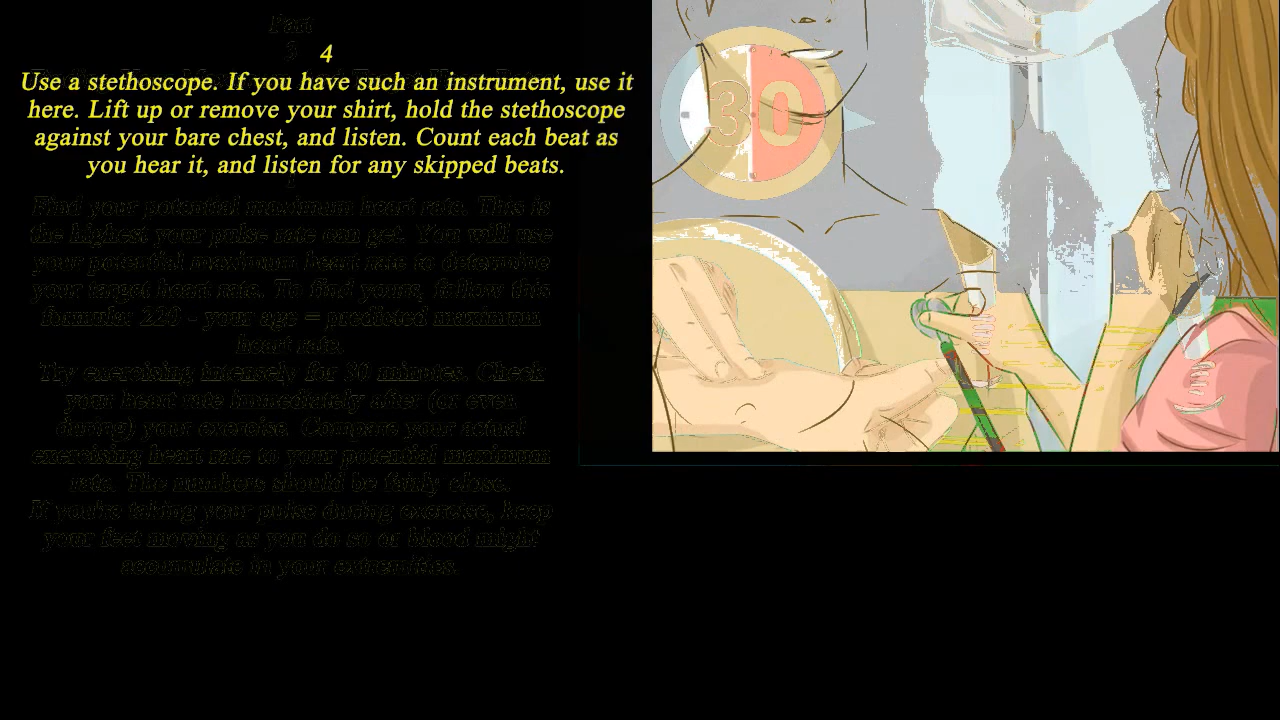 Part
5
4
Use a stethoscope. If you have such an instrument, use it
here. Lift up or remove your shirt, hold the stethoscope
against your bare chest, and listen. Count each beat as
you hear it, and listen for any skipped beats.
1
Find your potential maximum heart rate. This is
the highest your pulse rate can get. You will use
your potential maximum heart rate to determine
your target heart rate. To find yours, follow this
formula: 220 - your age = predicted maximum
heart rate.
Try exercising intensely for 30 minutes. Check
your heart rate immediately after (or even
during) your exercise. Compare your actual
exercising heart rate to your potential maximum
rate. The numbers should be fairly close.
If you're taking your pulse during exercise, keep
your feet moving as you do so or blood might
accumulate in your extremities.
30